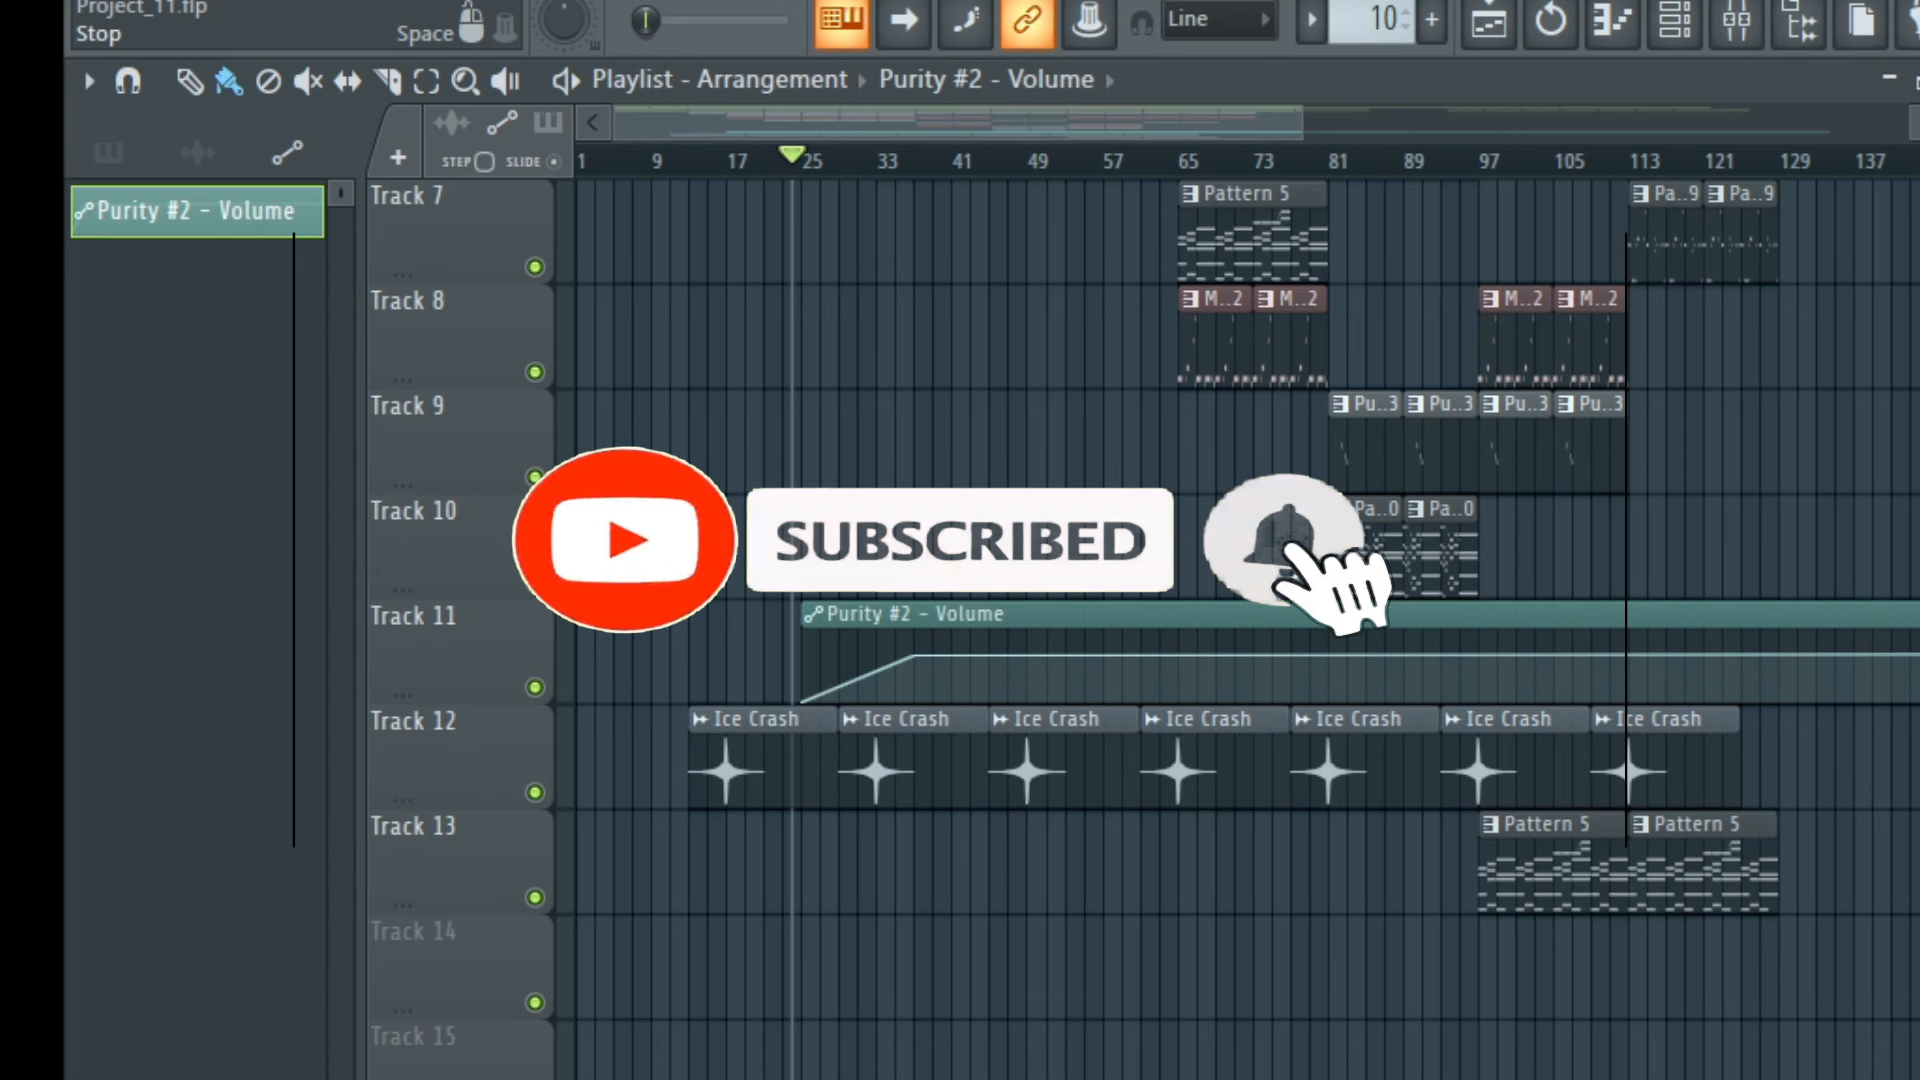 Project_11.flp
Stop
Space
Line
10
Playlist - Arrangement
Purity #2 - Volume
STEP
SLIDE
1 9 17 25 33 41 49 57 65 73 81 89 97 105 113 121 129 137
Purity #2 - Volume
Track 7
Pattern 5
Pa..9
Pa..9
Track 8
M..2
M..2
M..2
M..2
Track 9
Pu..3
Pu..3
Pu..3
Pu..3
Track 10
Pa..0
Pa..0
SUBSCRIBED
Track 11
Purity #2 - Volume
Track 12
Ice Crash
Ice Crash
Ice Crash
Ice Crash
Ice Crash
Ice Crash
Ice Crash
Track 13
Pattern 5
Pattern 5
Track 14
Track 15